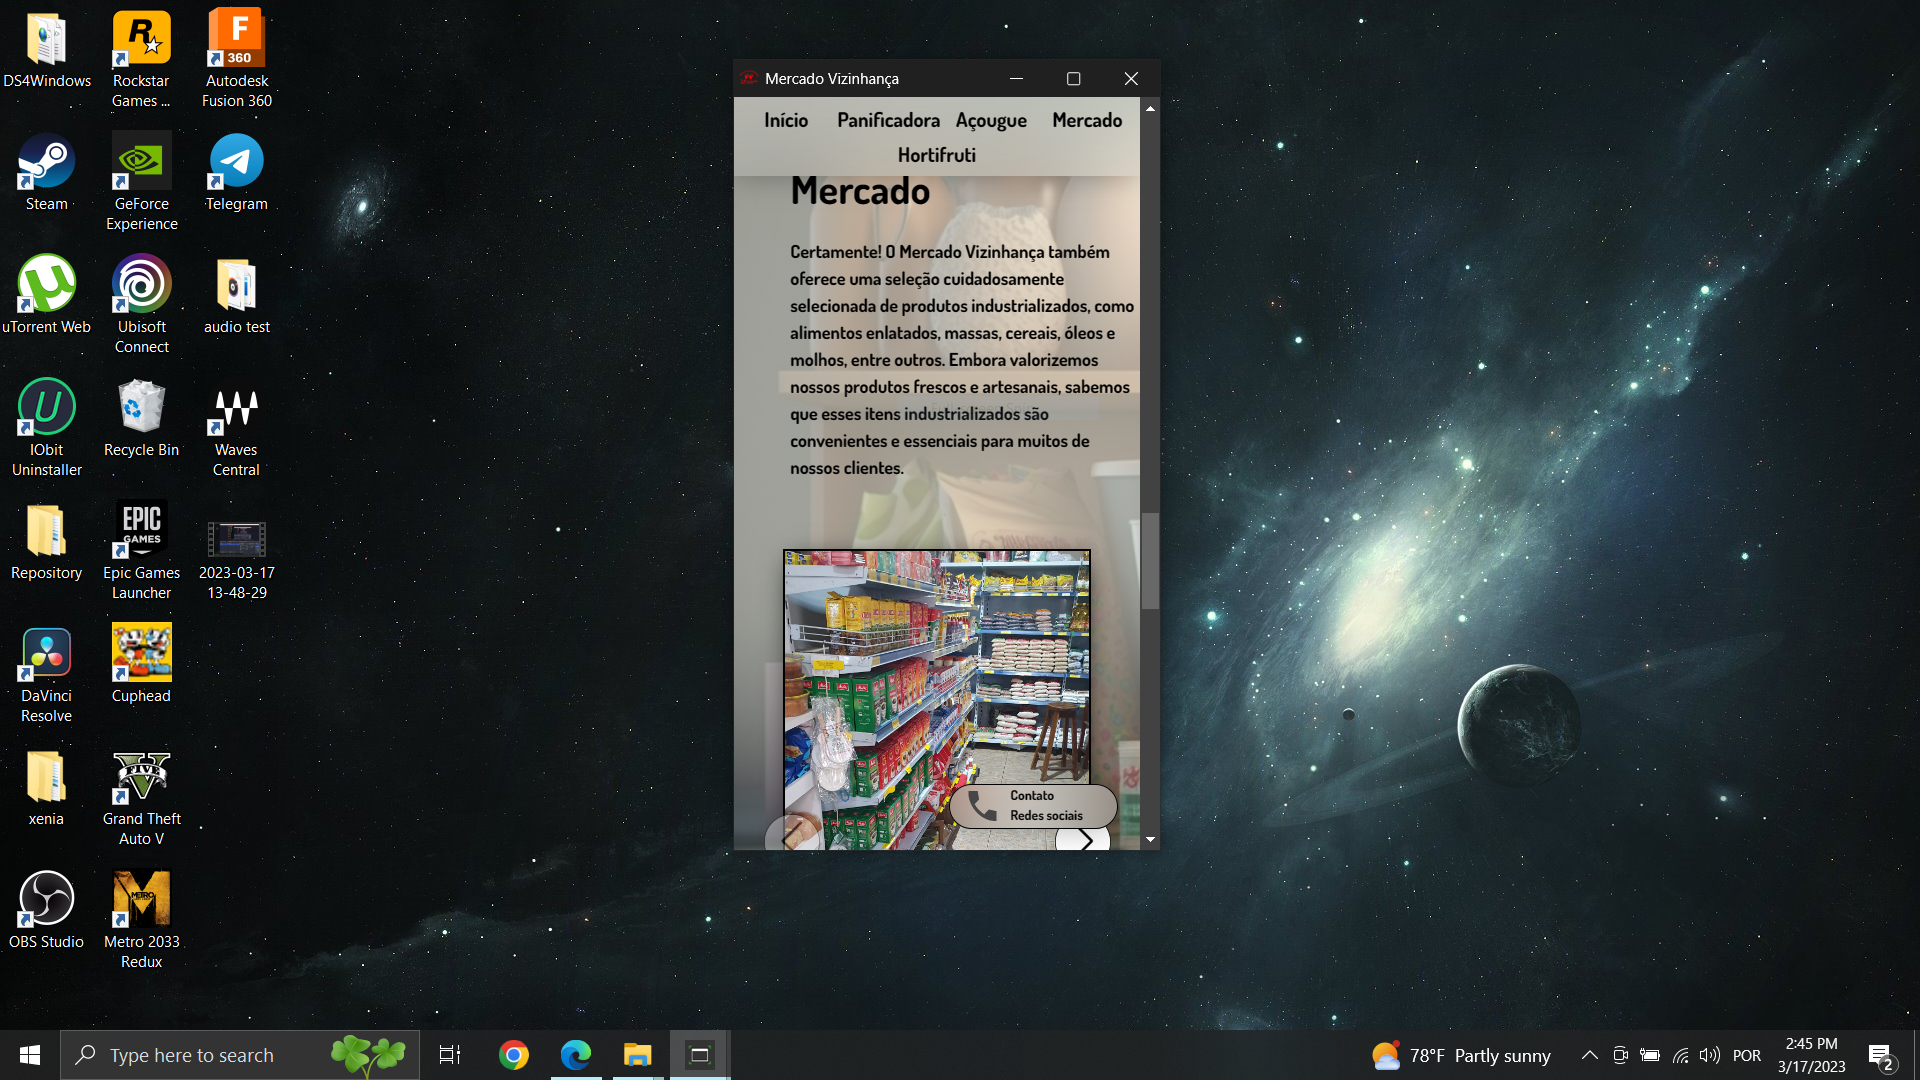 DS4Windows
Rockstar
Games ...
Autodesk
Fusion 360
360
Steam
GeForce
Experience
Telegram
uTorrent Web
Ubisoft
Connect
audio test
IObit
Uninstaller
Recycle Bin
Waves
Central
EPIC
GAMES
Repository
Epic Games
Launcher
2023-03-17
13-48-29
DaVinci
Resolve
Cuphead
xenia
FIVE
Grand Theft
Auto V
METRO
OBS Studio
Metro 2033
Redux
Mercado Vizinhança
Início Panificadora Açougue Mercado
Hortifruti
Mercado
Certamente! O Mercado Vizinhança também
oferece uma seleção cuidadosamente
selecionada de produtos industrializados, como
alimentos enlatados, massas, cereais, óleos e
molhos, entre outros. Embora valorizemos
nossos produtos frescos e artesanais, sabemos
que esses itens industrializados são
convenientes e essenciais para muitos de
nossos clientes.
Contato
Redes sociais
Type here to search
78°F Partly sunny
POR
2:45 PM
3/17/2023
2